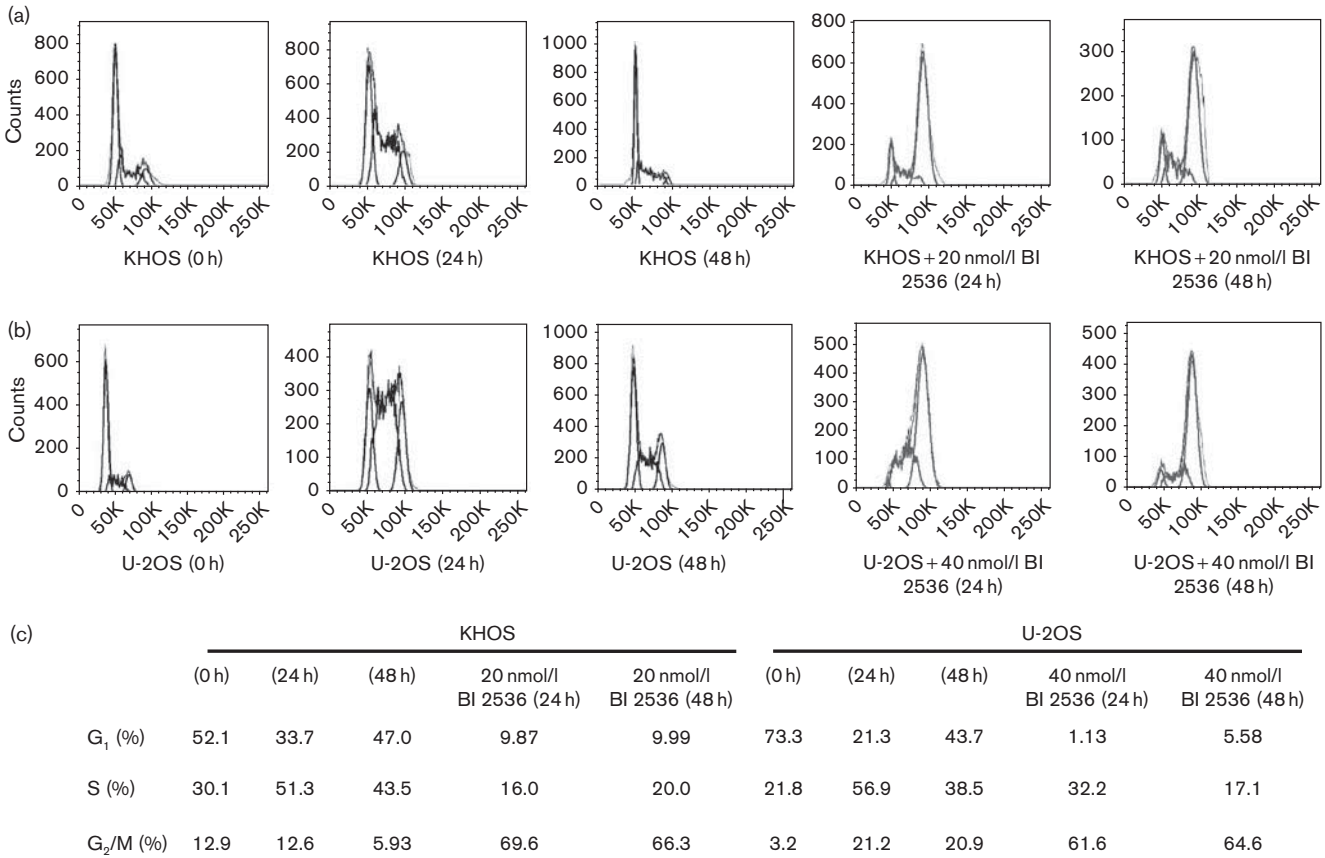 (a)
Counts
800
600
400
200
0
0 50K 100K 150K 200K 250K
KHOS (0 h)
800
600
400
200
0
0 50K 100K 150K 200K 250K
KHOS (24 h)
1000
800
600
400
200
0
0 50K 100K 150K 200K 250K
KHOS (48 h)
800
600
400
200
0
0 50K 100K 150K 200K 250K
KHOS + 20 nmol/l BI
2536 (24 h)
300
200
100
0
0 50K 100K 150K 200K 250K
KHOS + 20 nmol/l BI
2536 (48 h)
(b)
Counts
600
400
200
0
0 50K 100K 150K 200K 250K
U-2OS (0 h)
400
300
200
100
0
0 50K 100K 150K 200K 250K
U-2OS (24 h)
1000
800
600
400
200
0
0 50K 100K 150K 200K 250K
U-2OS (48 h)
500
400
300
200
100
0
0 50K 100K 150K 200K 250K
U-2OS + 40 nmol/l BI
2536 (24 h)
500
400
300
200
100
0
0 50K 100K 150K 200K 250K
U-2OS + 40 nmol/l BI
2536 (48 h)
(c)
KHOS U-2OS
(0 h) (24 h) (48 h) 20 nmol/l 20 nmol/l (0 h) (24 h) (48 h) 40 nmol/l 40 nmol/l
BI 2536 (24 h) BI 2536 (48 h) BI 2536 (24 h) BI 2536 (48 h)
G₁ (%) 52.1 33.7 47.0 9.87 9.99 73.3 21.3 43.7 1.13 5.58
S (%) 30.1 51.3 43.5 16.0 20.0 21.8 56.9 38.5 32.2 17.1
G₂/M (%) 12.9 12.6 5.93 69.6 66.3 3.2 21.2 20.9 61.6 64.6